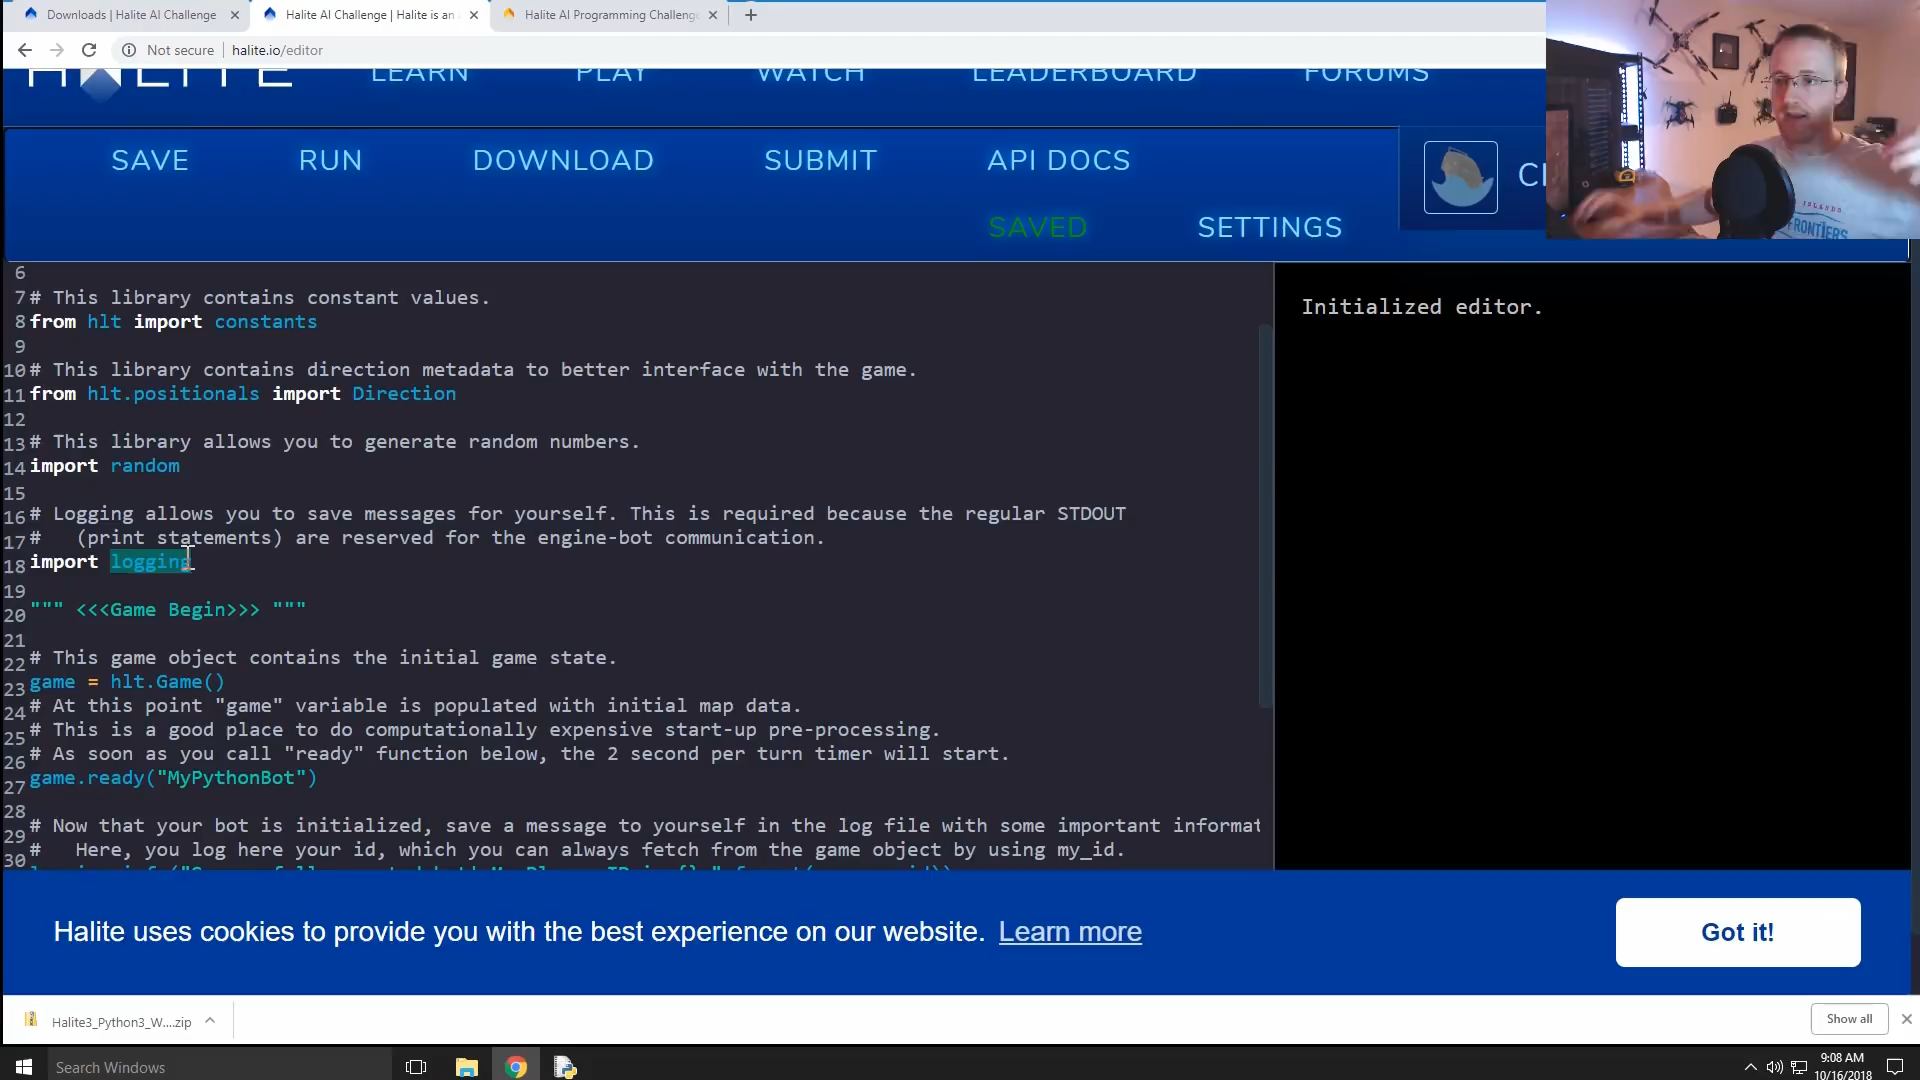 Downloads | Halite AI Challenge
Halite AI Challenge | Halite is an
Halite AI Programming Challenge
Not secure
halite.io/editor
HALITE
LEARN
PLAY
WATCH
LEADERBOARD
FORUMS
SAVE
RUN
DOWNLOAD
SUBMIT
API DOCS
SAVED
SETTINGS
FRONTIERS
6
7 # This library contains constant values.
8 from hlt import constants
9
10 # This library contains direction metadata to better interface with the game.
11 from hlt.positionals import Direction
12
13 # This library allows you to generate random numbers.
14 import random
15
16 # Logging allows you to save messages for yourself. This is required because the regular STDOUT
17 #   (print statements) are reserved for the engine-bot communication.
18 import logging
19
20 """ <<<Game Begin>>> """
21
22 # This game object contains the initial game state.
23 game = hlt.Game()
24 # At this point "game" variable is populated with initial map data.
25 # This is a good place to do computationally expensive start-up pre-processing.
26 # As soon as you call "ready" function below, the 2 second per turn timer will start.
27 game.ready("MyPythonBot")
28
29 # Now that your bot is initialized, save a message to yourself in the log file with some important informat
30 #   Here, you log here your id, which you can always fetch from the game object by using my_id.
Initialized editor.
Halite uses cookies to provide you with the best experience on our website. Learn more
Got it!
Halite3_Python3_W....zip
Show all
Search Windows
9:08 AM
10/16/2018